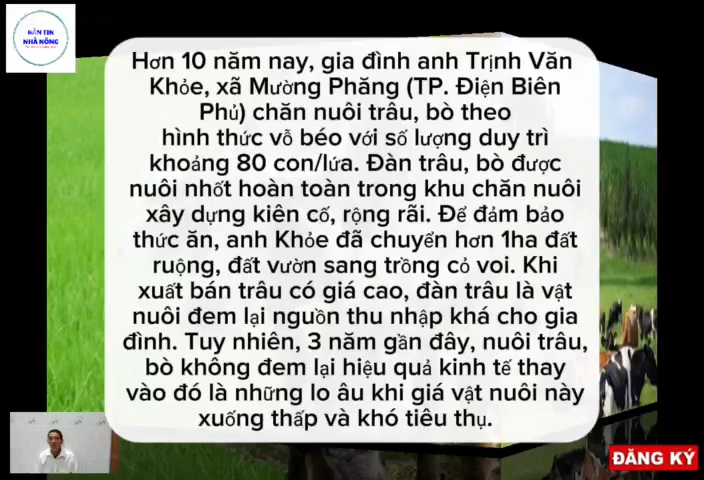 BẢN TIN
NHÀ NÔNG
Hơn 10 năm nay, gia đình anh Trịnh Văn
Khỏe, xã Mường Phăng (TP. Điện Biên
Phủ) chăn nuôi trâu, bò theo
hình thức vỗ béo với số lượng duy trì
khoảng 80 con/lứa. Đàn trâu, bò được
nuôi nhốt hoàn toàn trong khu chăn nuôi
xây dựng kiên cố, rộng rãi. Để đảm bảo
thức ăn, anh Khỏe đã chuyển hơn 1ha đất
ruộng, đất vườn sang trồng cỏ voi. Khi
xuất bán trâu có giá cao, đàn trâu là vật
nuôi đem lại nguồn thu nhập khá cho gia
đình. Tuy nhiên, 3 năm gần đây, nuôi trâu,
bò không đem lại hiệu quả kinh tế thay
vào đó là những lo âu khi giá vật nuôi này
xuống thấp và khó tiêu thụ.
ĐĂNG KÝ